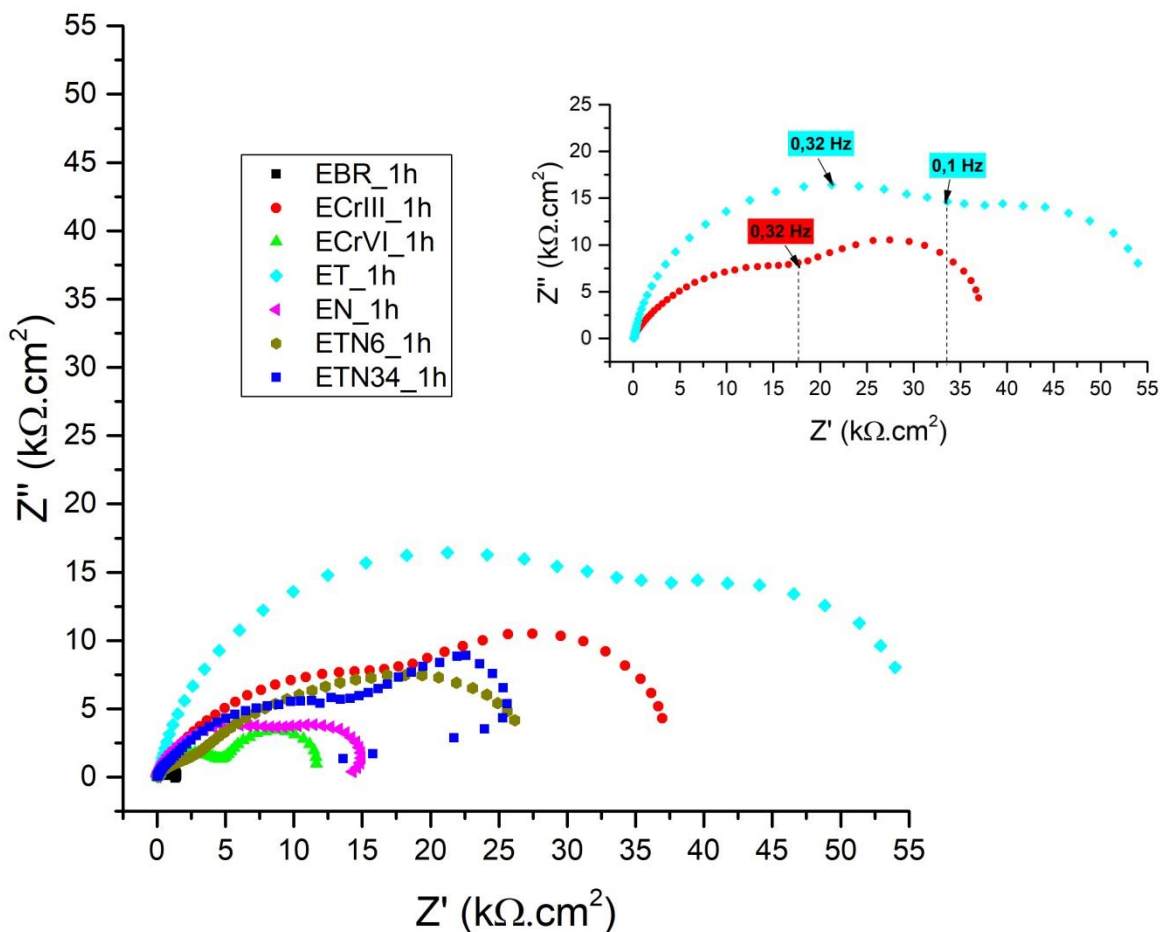 55
50
45
40
35
30
25
20
15
10
5
0
Z'' (kΩ.cm²)
0 5 10 15 20 25 30 35 40 45 50 55
Z' (kΩ.cm²)
EBR_1h
ECrIII_1h
ECrVI_1h
ET_1h
EN_1h
ETN6_1h
ETN34_1h
25
20
15
10
5
0
Z'' (kΩ.cm²)
0,32 Hz
0,1 Hz
0,32 Hz
0 5 10 15 20 25 30 35 40 45 50 55
Z' (kΩ.cm²)